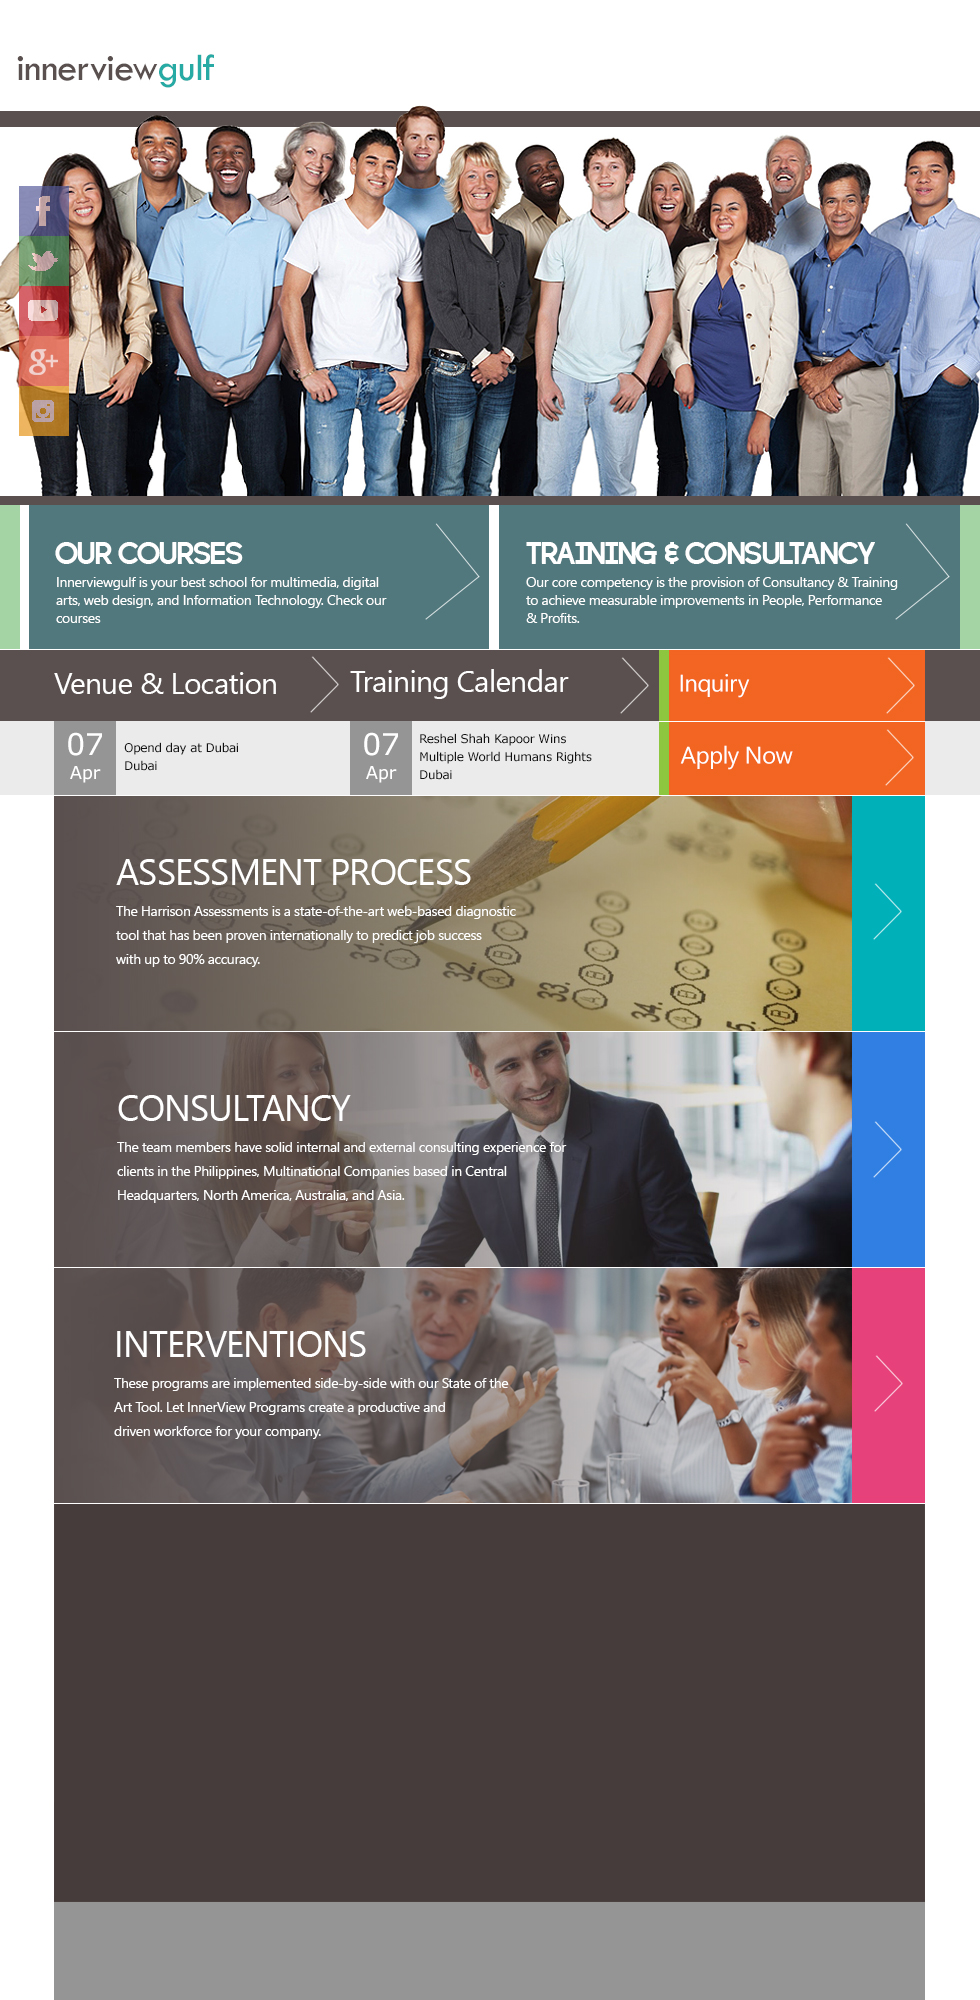 innerviewgulf
OUR COURSES
Innerviewgulf is your best school for multimedia, digital
arts, web design, and Information Technology. Check our
courses
TRAINING & CONSULTANCY
Our core competency is the provision of Consultancy & Training
to achieve measurable improvements in People, Performance
& Profits.
Venue & Location
Training Calendar
Inquiry
07
Apr
Opend day at Dubai
Dubai
07
Apr
Reshel Shah Kapoor Wins
Multiple World Humans Rights
Dubai
Apply Now
ASSESSMENT PROCESS
The Harrison Assessments is a state-of-the-art web-based diagnostic
tool that has been proven internationally to predict job success
with up to 90% accuracy.
31.
32.
33.
34.
CONSULTANCY
The team members have solid internal and external consulting experience for
clients in the Philippines, Multinational Companies based in Central
Headquarters, North America, Australia, and Asia.
INTERVENTIONS
These programs are implemented side-by-side with our State of the
Art Tool. Let InnerView Programs create a productive and
driven workforce for your company.